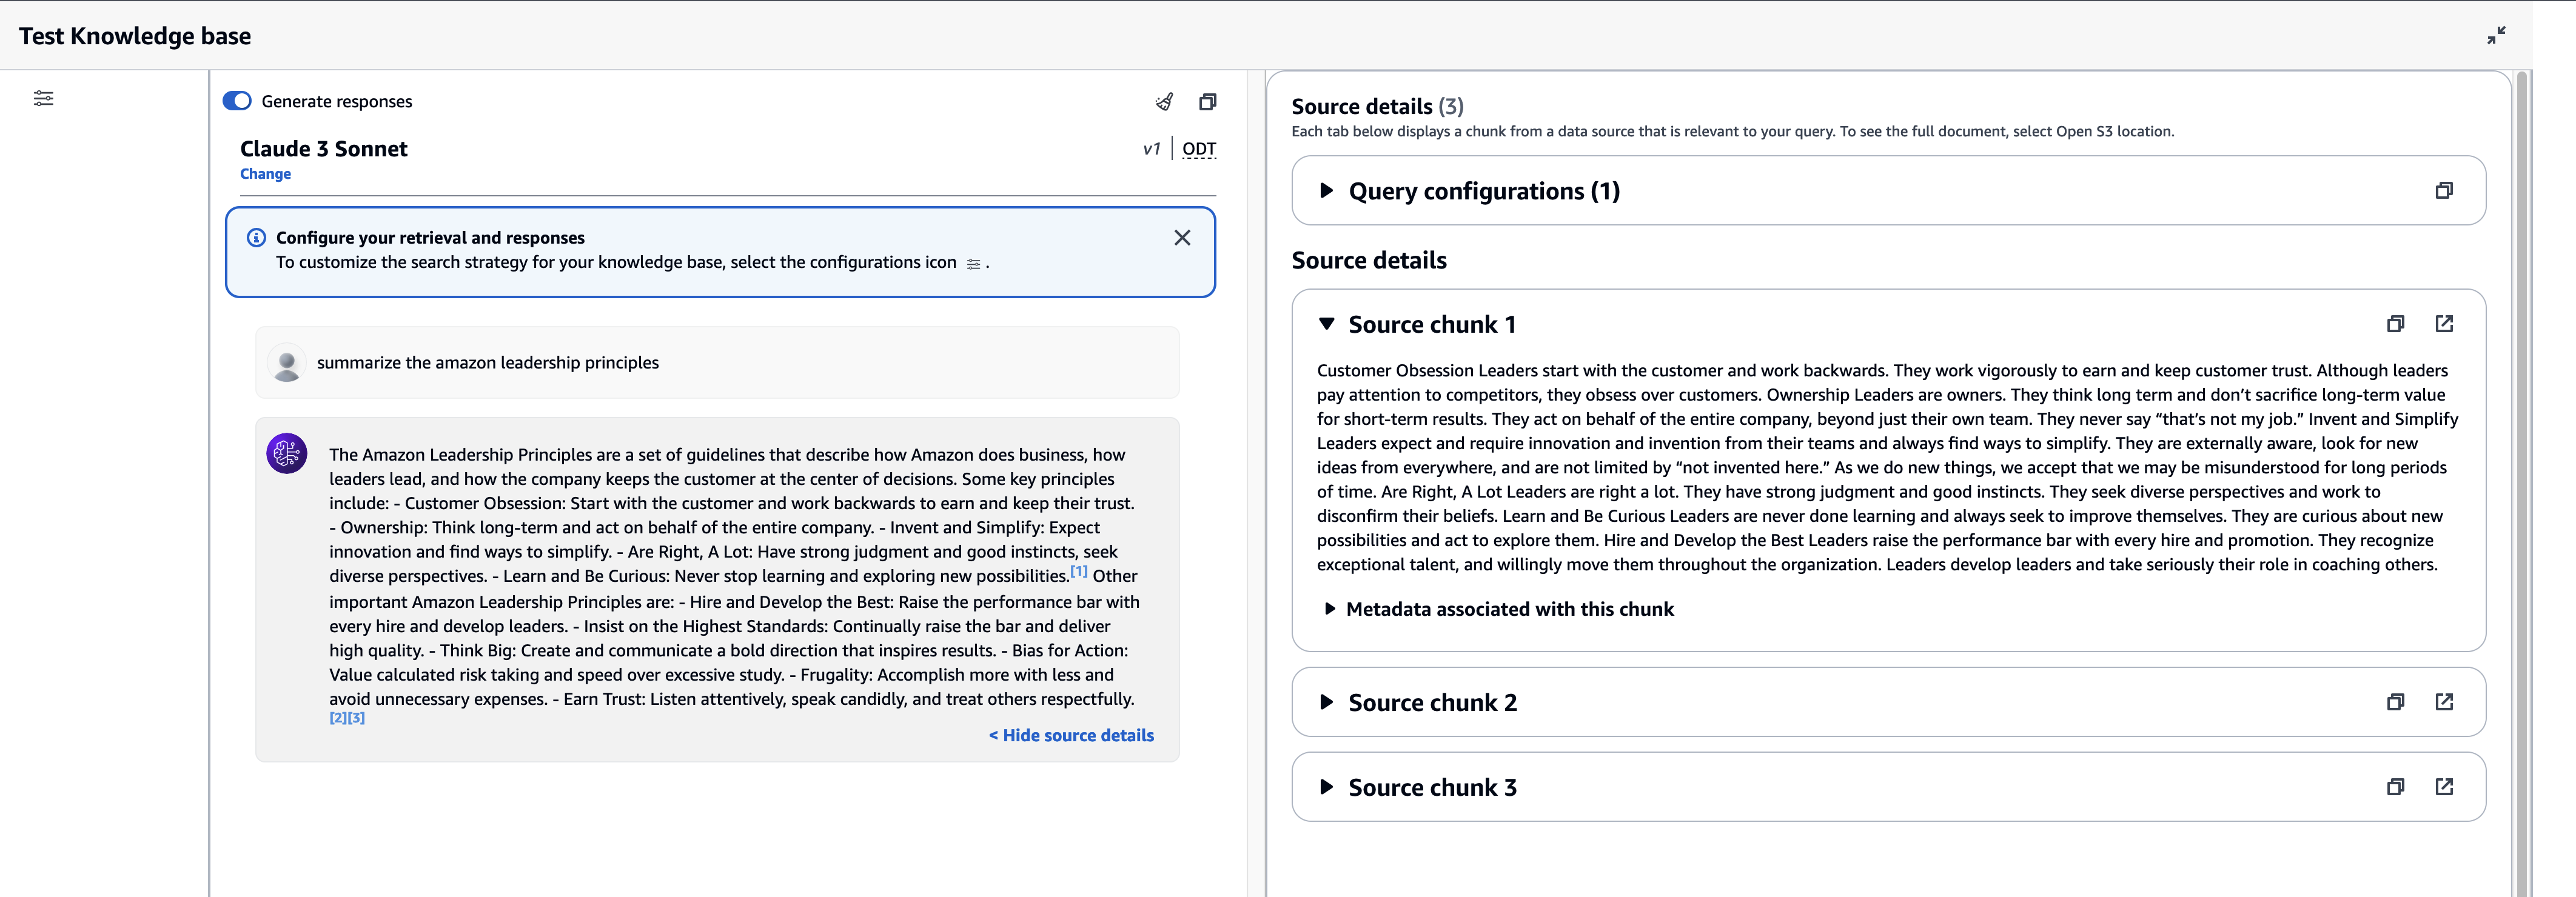 Test Knowledge base
Generate responses
Claude 3 Sonnet
v1 | ODT
Change
Configure your retrieval and responses
To customize the search strategy for your knowledge base, select the configurations icon .
summarize the amazon leadership principles
The Amazon Leadership Principles are a set of guidelines that describe how Amazon does business, how
leaders lead, and how the company keeps the customer at the center of decisions. Some key principles
include: - Customer Obsession: Start with the customer and work backwards to earn and keep their trust.
- Ownership: Think long-term and act on behalf of the entire company. - Invent and Simplify: Expect
innovation and find ways to simplify. - Are Right, A Lot: Have strong judgment and good instincts, seek
diverse perspectives. - Learn and Be Curious: Never stop learning and exploring new possibilities.[1] Other
important Amazon Leadership Principles are: - Hire and Develop the Best: Raise the performance bar with
every hire and develop leaders. - Insist on the Highest Standards: Continually raise the bar and deliver
high quality. - Think Big: Create and communicate a bold direction that inspires results. - Bias for Action:
Value calculated risk taking and speed over excessive study. - Frugality: Accomplish more with less and
avoid unnecessary expenses. - Earn Trust: Listen attentively, speak candidly, and treat others respectfully.
[2][3]
< Hide source details
Source details (3)
Each tab below displays a chunk from a data source that is relevant to your query. To see the full document, select Open S3 location.
Query configurations (1)
Source details
Source chunk 1
Customer Obsession Leaders start with the customer and work backwards. They work vigorously to earn and keep customer trust. Although leaders
pay attention to competitors, they obsess over customers. Ownership Leaders are owners. They think long term and don’t sacrifice long-term value
for short-term results. They act on behalf of the entire company, beyond just their own team. They never say “that’s not my job.” Invent and Simplify
Leaders expect and require innovation and invention from their teams and always find ways to simplify. They are externally aware, look for new
ideas from everywhere, and are not limited by “not invented here.” As we do new things, we accept that we may be misunderstood for long periods
of time. Are Right, A Lot Leaders are right a lot. They have strong judgment and good instincts. They seek diverse perspectives and work to
disconfirm their beliefs. Learn and Be Curious Leaders are never done learning and always seek to improve themselves. They are curious about new
possibilities and act to explore them. Hire and Develop the Best Leaders raise the performance bar with every hire and promotion. They recognize
exceptional talent, and willingly move them throughout the organization. Leaders develop leaders and take seriously their role in coaching others.
Metadata associated with this chunk
Source chunk 2
Source chunk 3